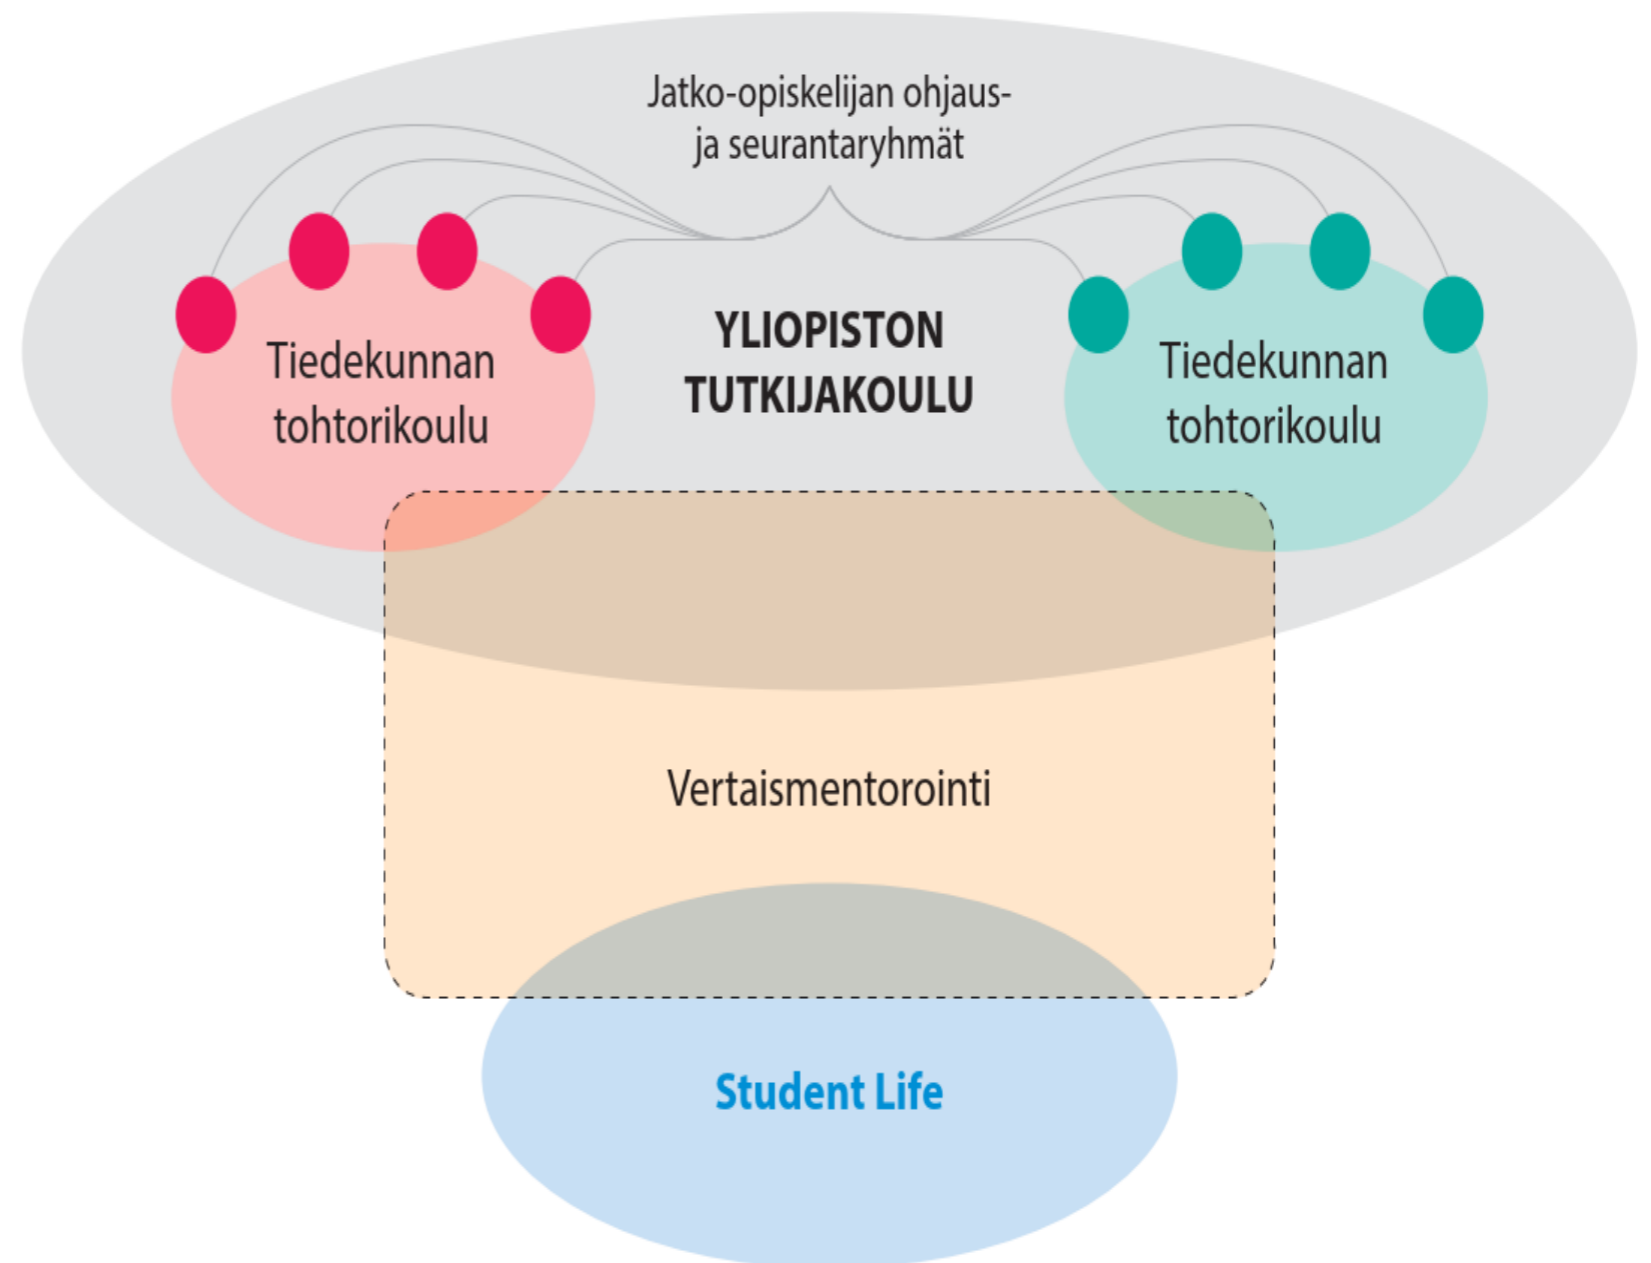 Jatko-opiskelijan ohjaus-
ja seurantaryhmät
YLIOPISTON
TUTKIJAKOULU
Tiedekunnan
tohtorikoulu
Tiedekunnan
tohtorikoulu
Vertaismentorointi
Student Life